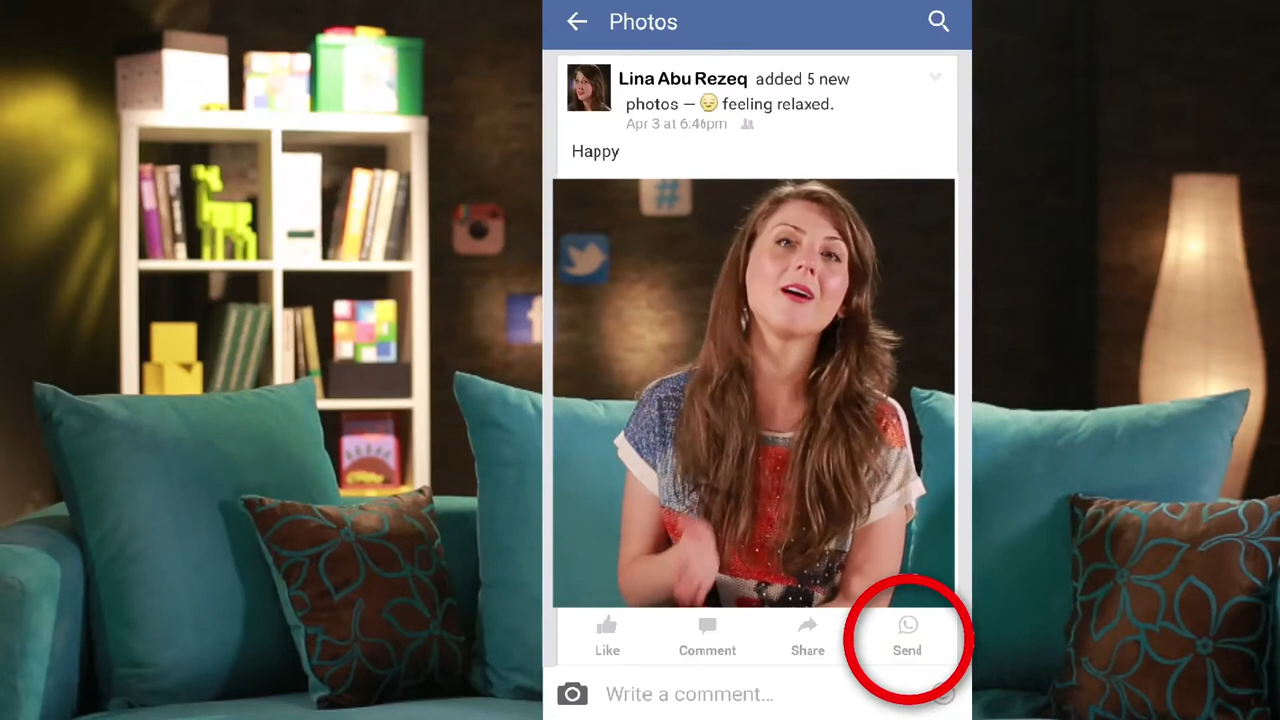 Photos
Lina Abu Rezeq added 5 new
photos — feeling relaxed.
Apr 3 at 6:46pm
Happy
#
Like
Comment
Share
Send
Write a comment...